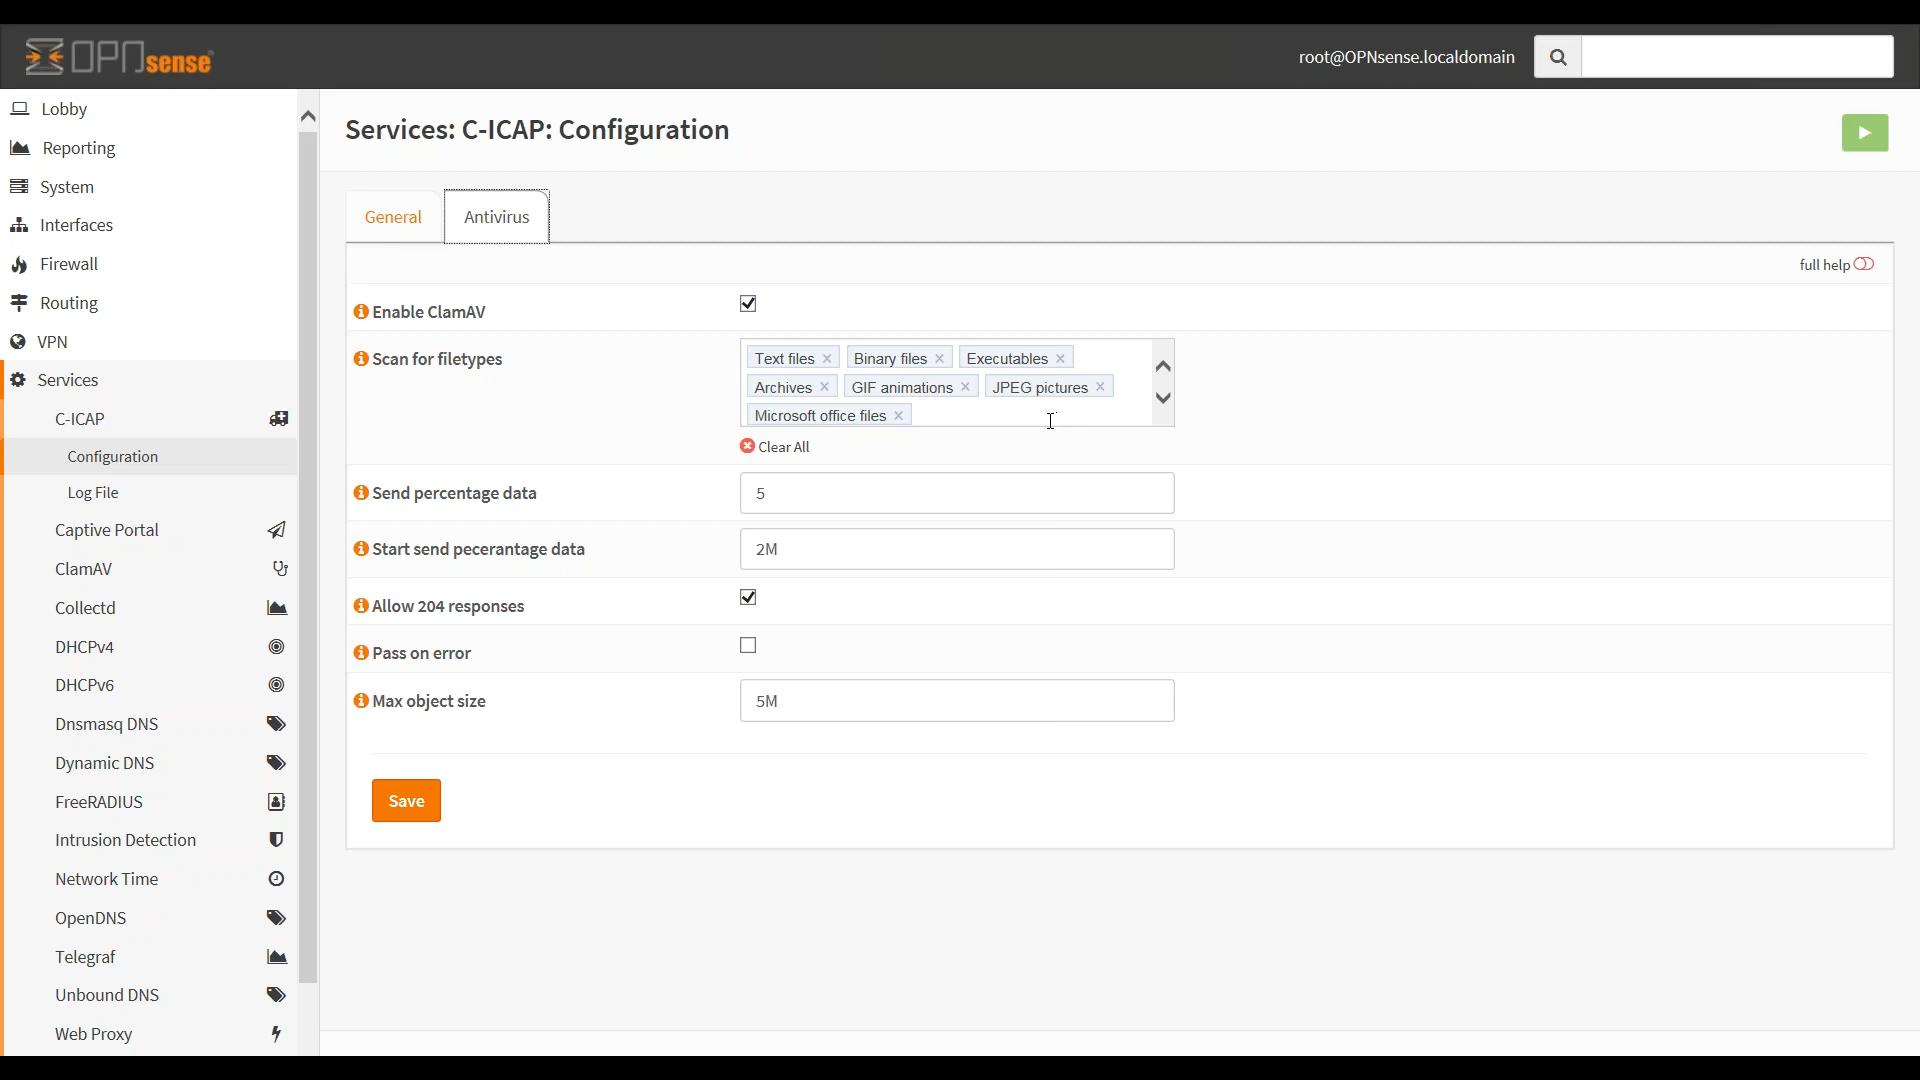 OPNsense
root@OPNsense.localdomain
Lobby
Reporting
System
Interfaces
Firewall
Routing
VPN
Services
C-ICAP
Configuration
Log File
Captive Portal
ClamAV
Collectd
DHCPv4
DHCPv6
Dnsmasq DNS
Dynamic DNS
FreeRADIUS
Intrusion Detection
Network Time
OpenDNS
Telegraf
Unbound DNS
Web Proxy
Services: C-ICAP: Configuration
General Antivirus
full help
Enable ClamAV
Scan for filetypes
Text files × Binary files × Executables ×
Archives × GIF animations × JPEG pictures ×
Microsoft office files ×
Clear All
Send percentage data 5
Start send pecerantage data 2M
Allow 204 responses
Pass on error
Max object size 5M
Save